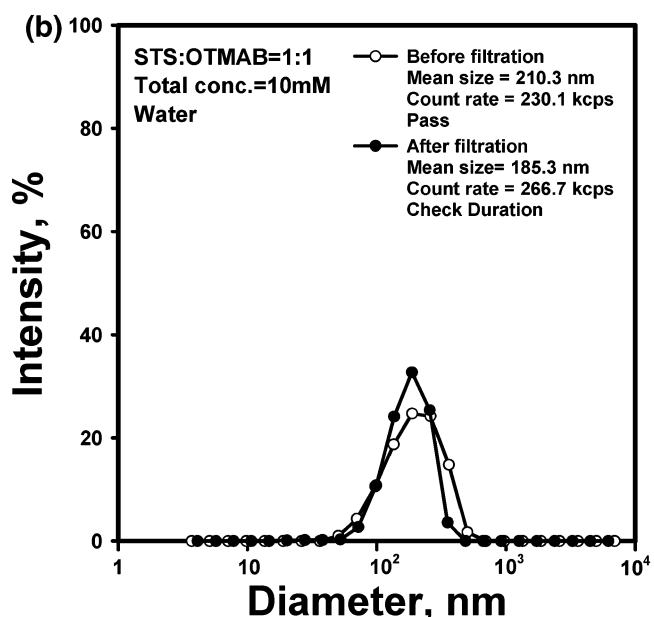 (b)
100
80
60
40
20
0
Intensity, %
STS:OTMAB=1:1
Total conc.=10mM
Water
Before filtration
Mean size = 210.3 nm
Count rate = 230.1 kcps
Pass
After filtration
Mean size= 185.3 nm
Count rate = 266.7 kcps
Check Duration
1 10 10² 10³ 10⁴
Diameter, nm